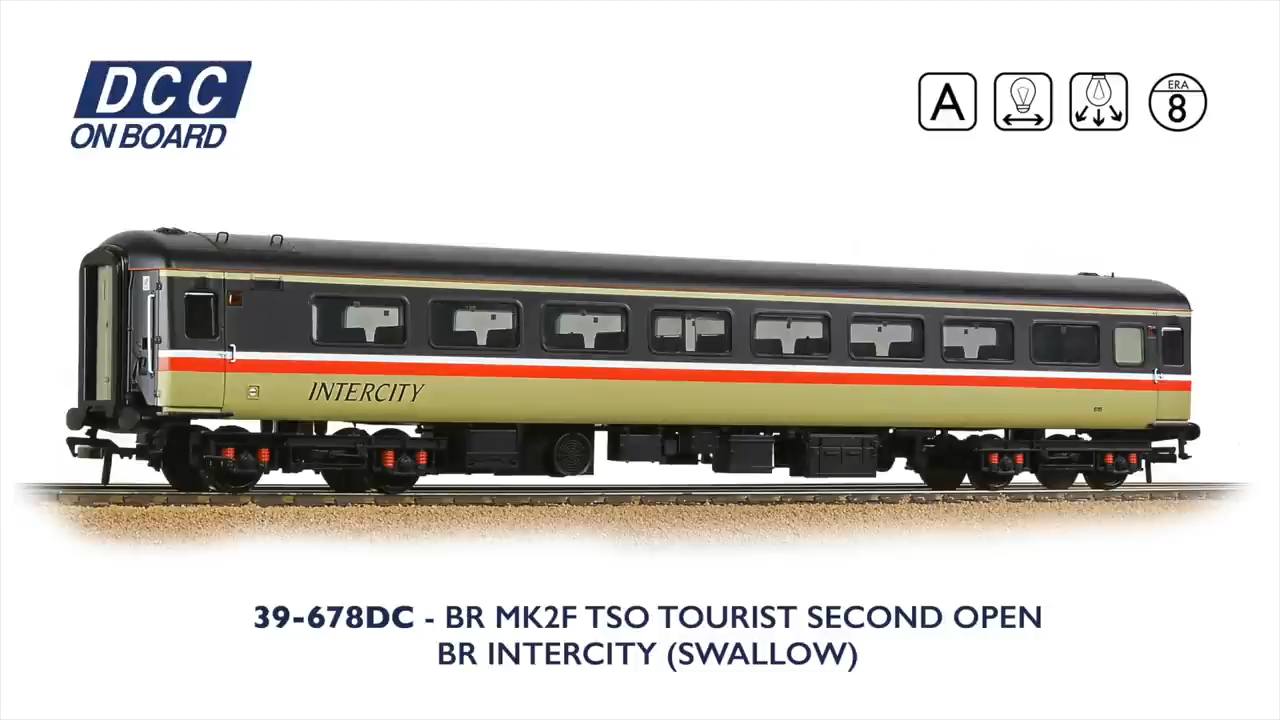 DCC
ON BOARD
A
ERA
8
INTERCITY
39-678DC - BR MK2F TSO TOURIST SECOND OPEN
BR INTERCITY (SWALLOW)